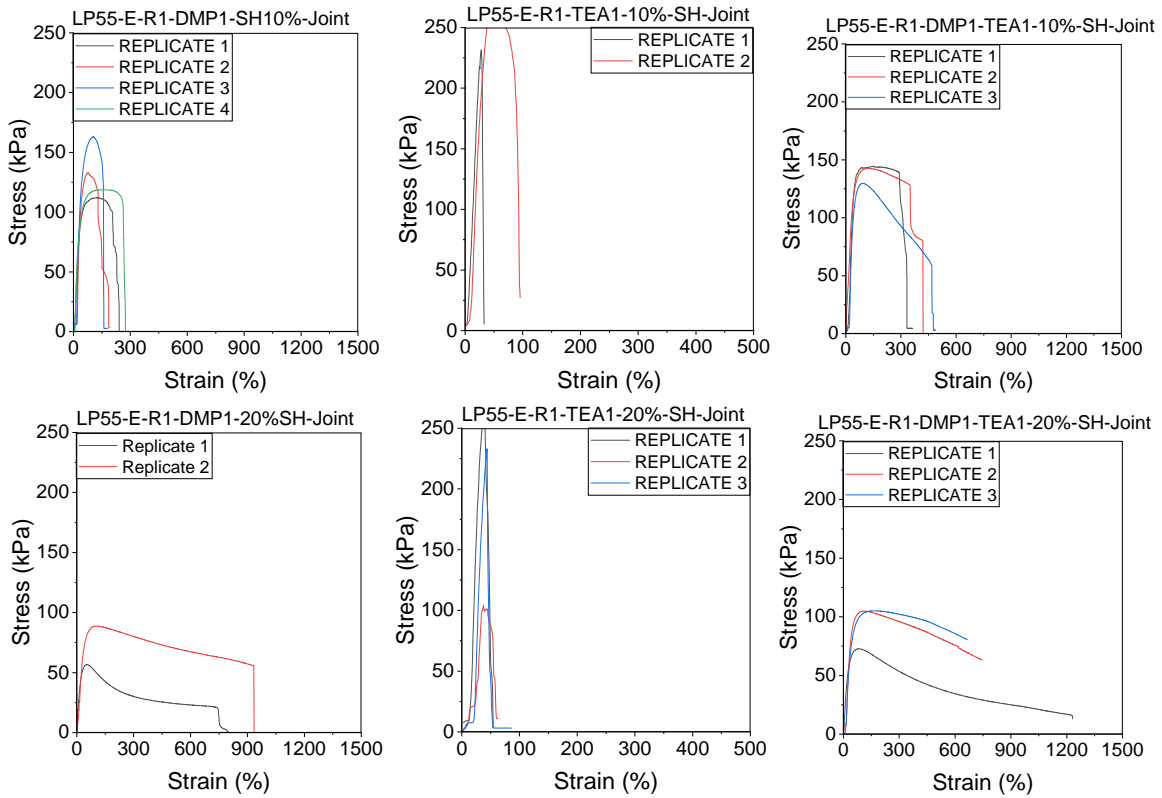 LP55-E-R1-DMP1-SH10%-Joint
REPLICATE 1
REPLICATE 2
REPLICATE 3
REPLICATE 4
Stress (kPa)
250
200
150
100
50
0
0 300 600 900 1200 1500
Strain (%)
LP55-E-R1-TEA1-10%-SH-Joint
REPLICATE 1
REPLICATE 2
Stress (kPa)
250
200
150
100
50
0
0 100 200 300 400 500
Strain (%)
LP55-E-R1-DMP1-TEA1-10%-SH-Joint
REPLICATE 1
REPLICATE 2
REPLICATE 3
Stress (kPa)
250
200
150
100
50
0
0 300 600 900 1200 1500
Strain (%)
LP55-E-R1-DMP1-20%SH-Joint
Replicate 1
Replicate 2
Stress (kPa)
250
200
150
100
50
0
0 300 600 900 1200 1500
Strain (%)
LP55-E-R1-TEA1-20%-SH-Joint
REPLICATE 1
REPLICATE 2
REPLICATE 3
Stress (kPa)
250
200
150
100
50
0
0 100 200 300 400 500
Strain (%)
LP55-E-R1-DMP1-TEA1-20%-SH-Joint
REPLICATE 1
REPLICATE 2
REPLICATE 3
Stress (kPa)
250
200
150
100
50
0
0 300 600 900 1200 1500
Strain (%)